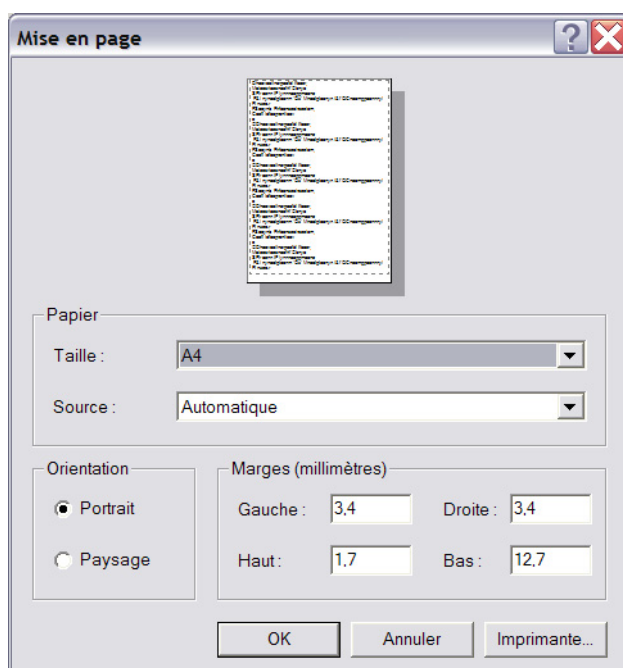 Mise en page
Papier
Taille :
A4
Source :
Automatique
Orientation
Portrait
Paysage
Marges (millimètres)
Gauche :
3,4
Droite :
3,4
Haut :
1,7
Bas :
12,7
OK
Annuler
Imprimante...